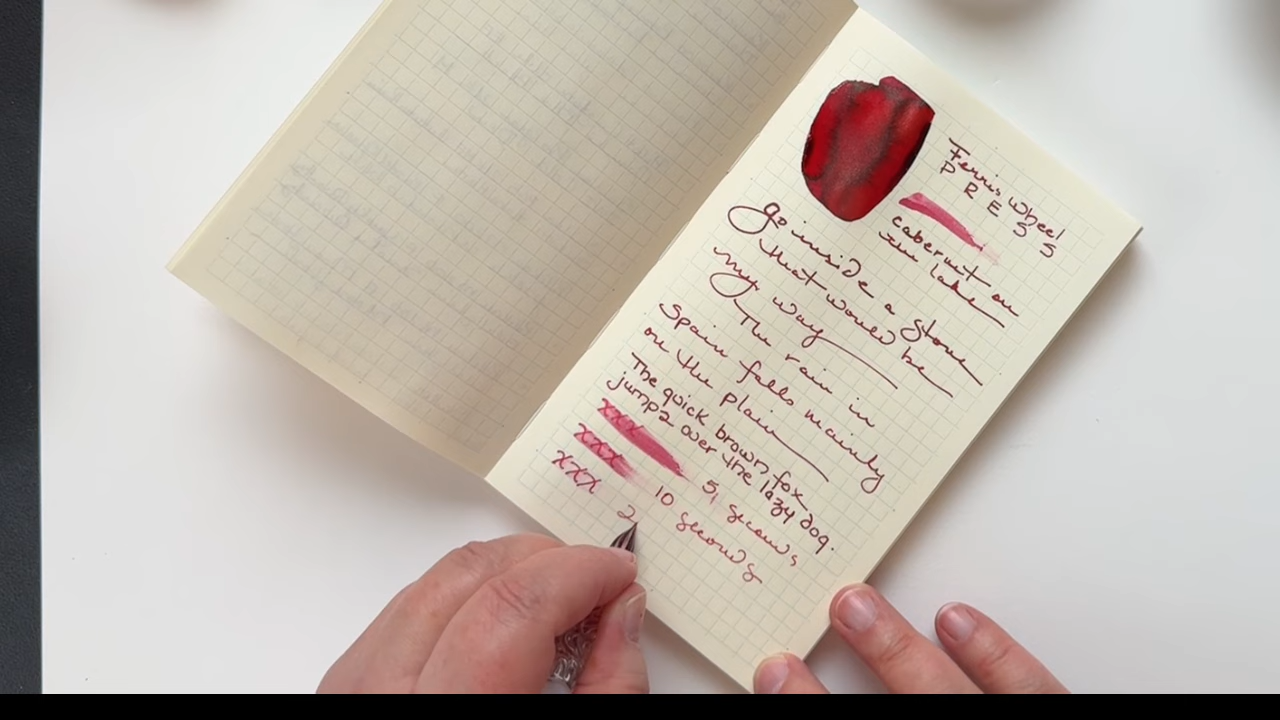 Ferris Wheel
PRESS
cabernet on
the lake
go inside a stone
that would be
my way
The rain in
Spain falls mainly
on the plain
The quick brown fox
jumps over the lazy dog.
xxx 5 seconds
xxx 10 seconds
xxx 2